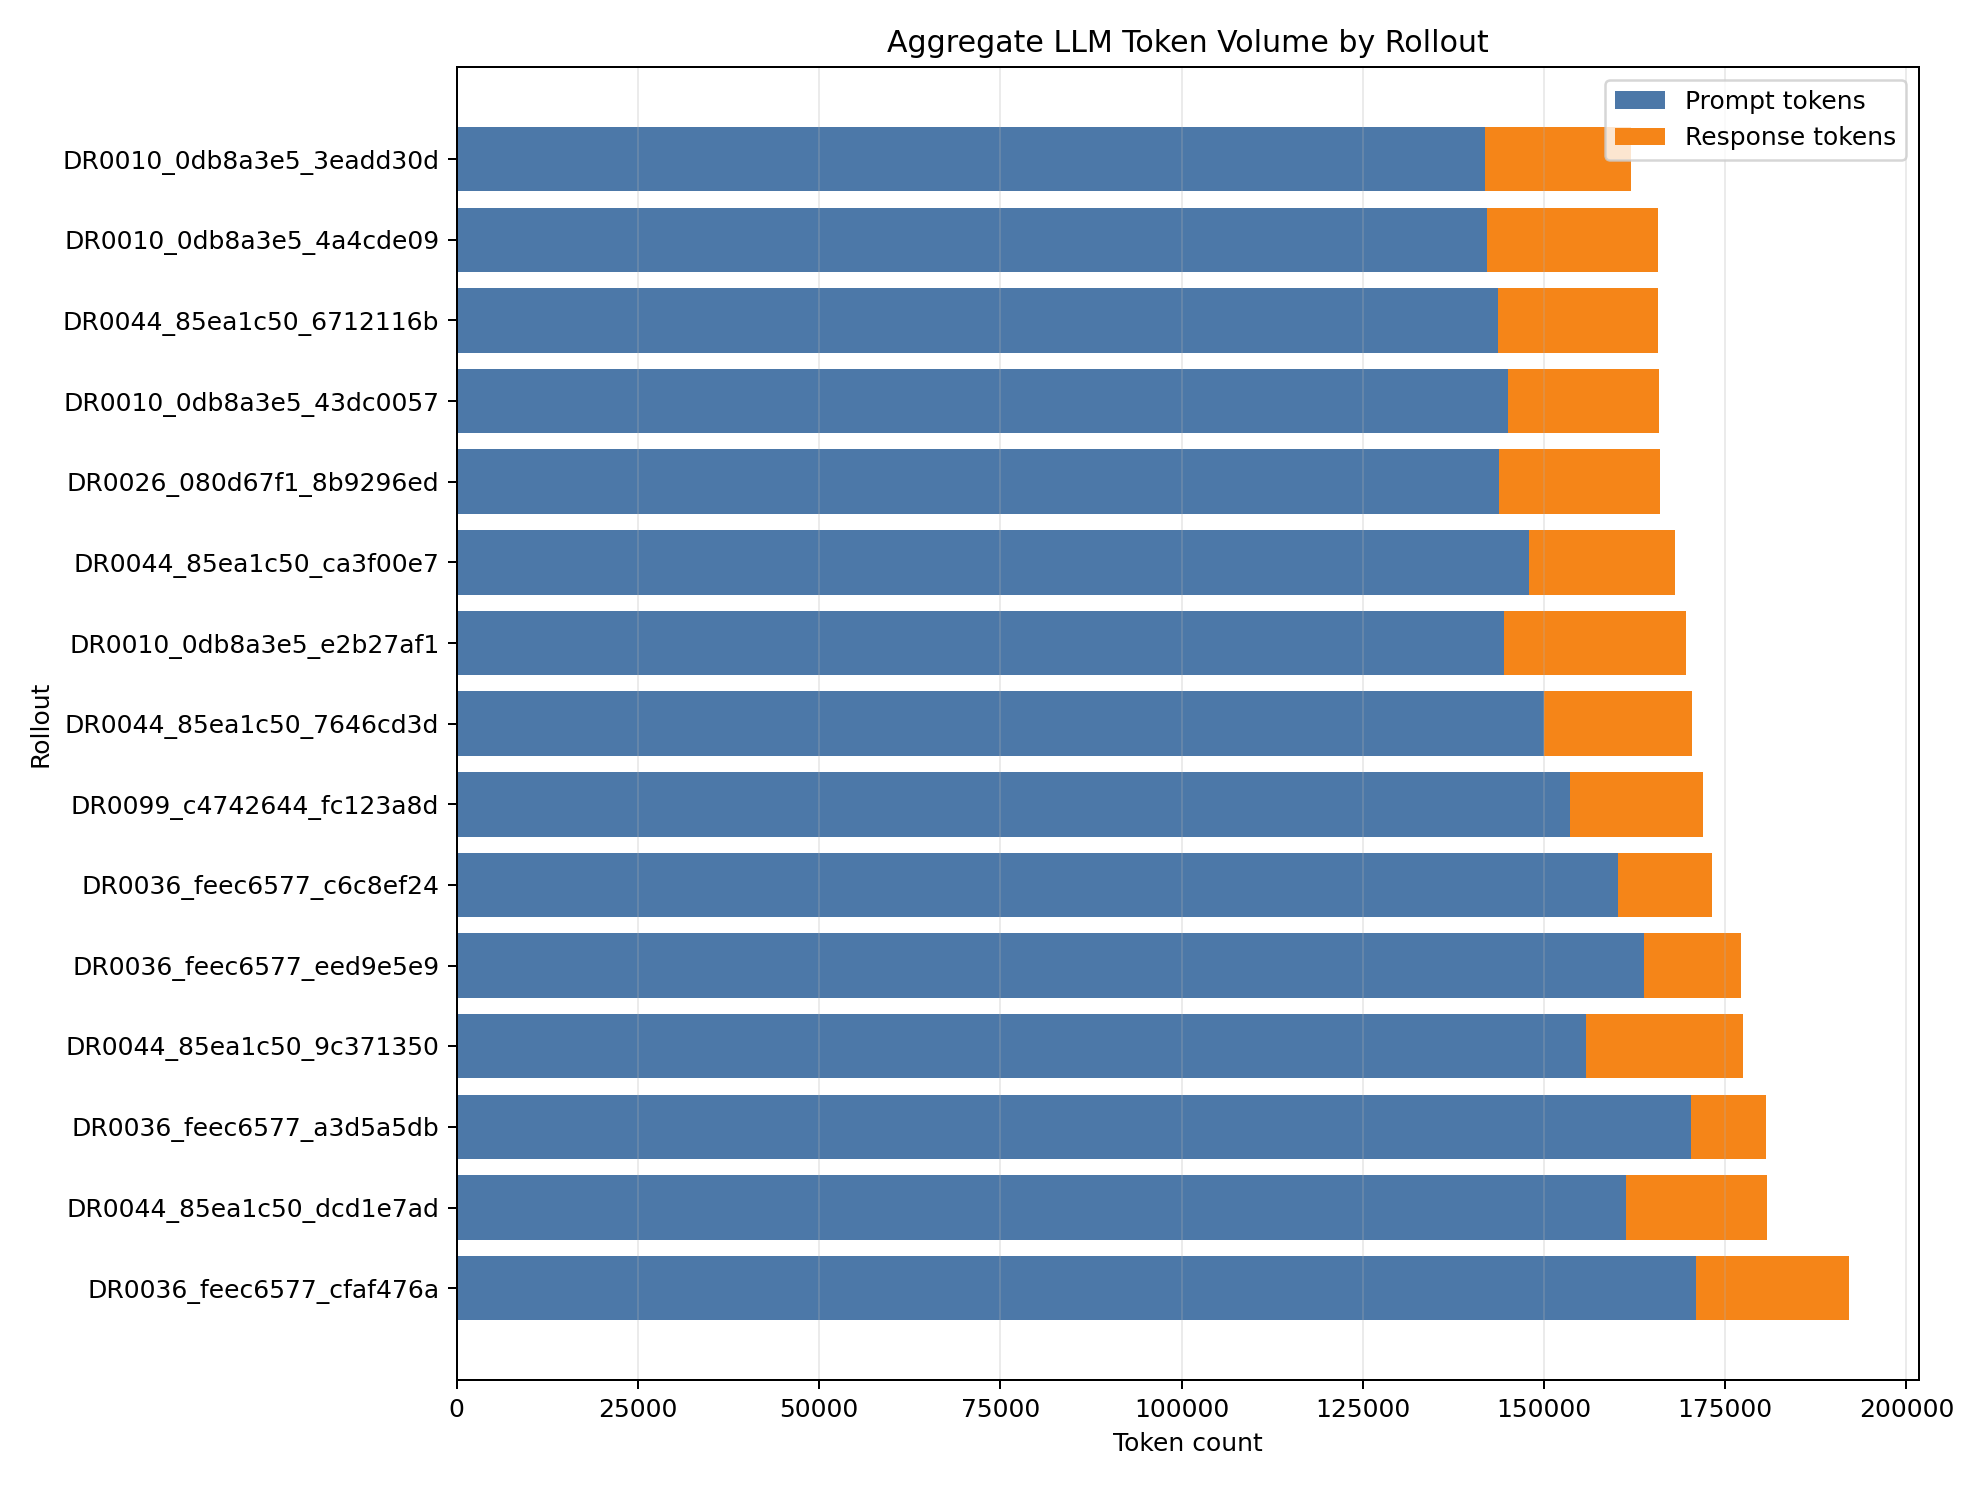 Aggregate LLM Token Volume by Rollout
Prompt tokens
Response tokens
DR0010_0db8a3e5_3eadd30d
DR0010_0db8a3e5_4a4cde09
DR0044_85ea1c50_6712116b
DR0010_0db8a3e5_43dc0057
DR0026_080d67f1_8b9296ed
DR0044_85ea1c50_ca3f00e7
DR0010_0db8a3e5_e2b27af1
DR0044_85ea1c50_7646cd3d
DR0099_c4742644_fc123a8d
DR0036_feec6577_c6c8ef24
DR0036_feec6577_eed9e5e9
DR0044_85ea1c50_9c371350
DR0036_feec6577_a3d5a5db
DR0044_85ea1c50_dcd1e7ad
DR0036_feec6577_cfaf476a
Rollout
0 25000 50000 75000 100000 125000 150000 175000 200000
Token count